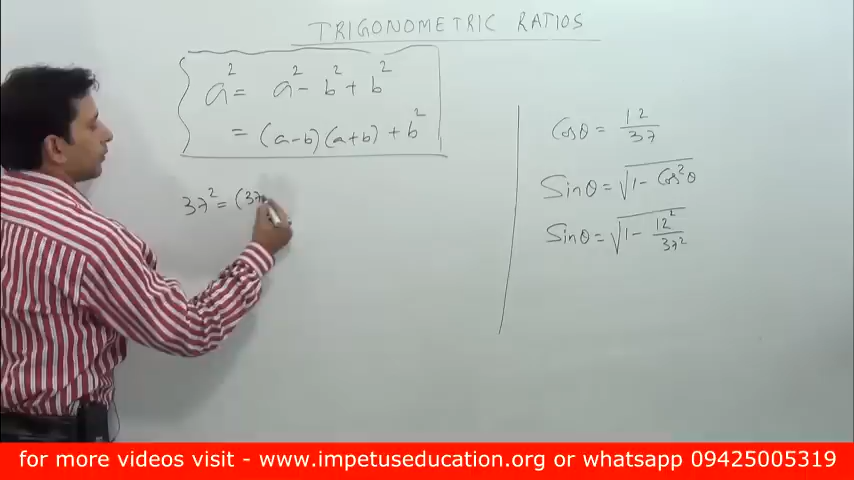 TRIGONOMETRIC RATIOS
a² = a² - b² + b²
= (a-b)(a+b) + b²
37² = (37
Cosθ = 12/37
Sinθ = √1 - Cos²θ
Sinθ = √1 - 12²/37²
for more videos visit - www.impetuseducation.org or whatsapp 09425005319